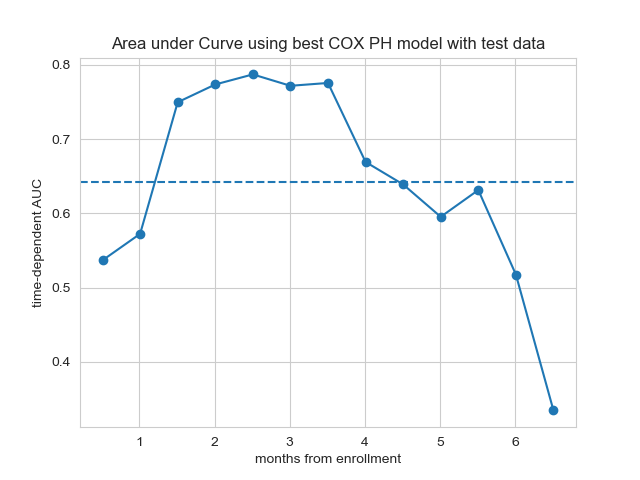 Area under Curve using best COX PH model with test data
time-dependent AUC
0.8
0.7
0.6
0.5
0.4
1 2 3 4 5 6
months from enrollment